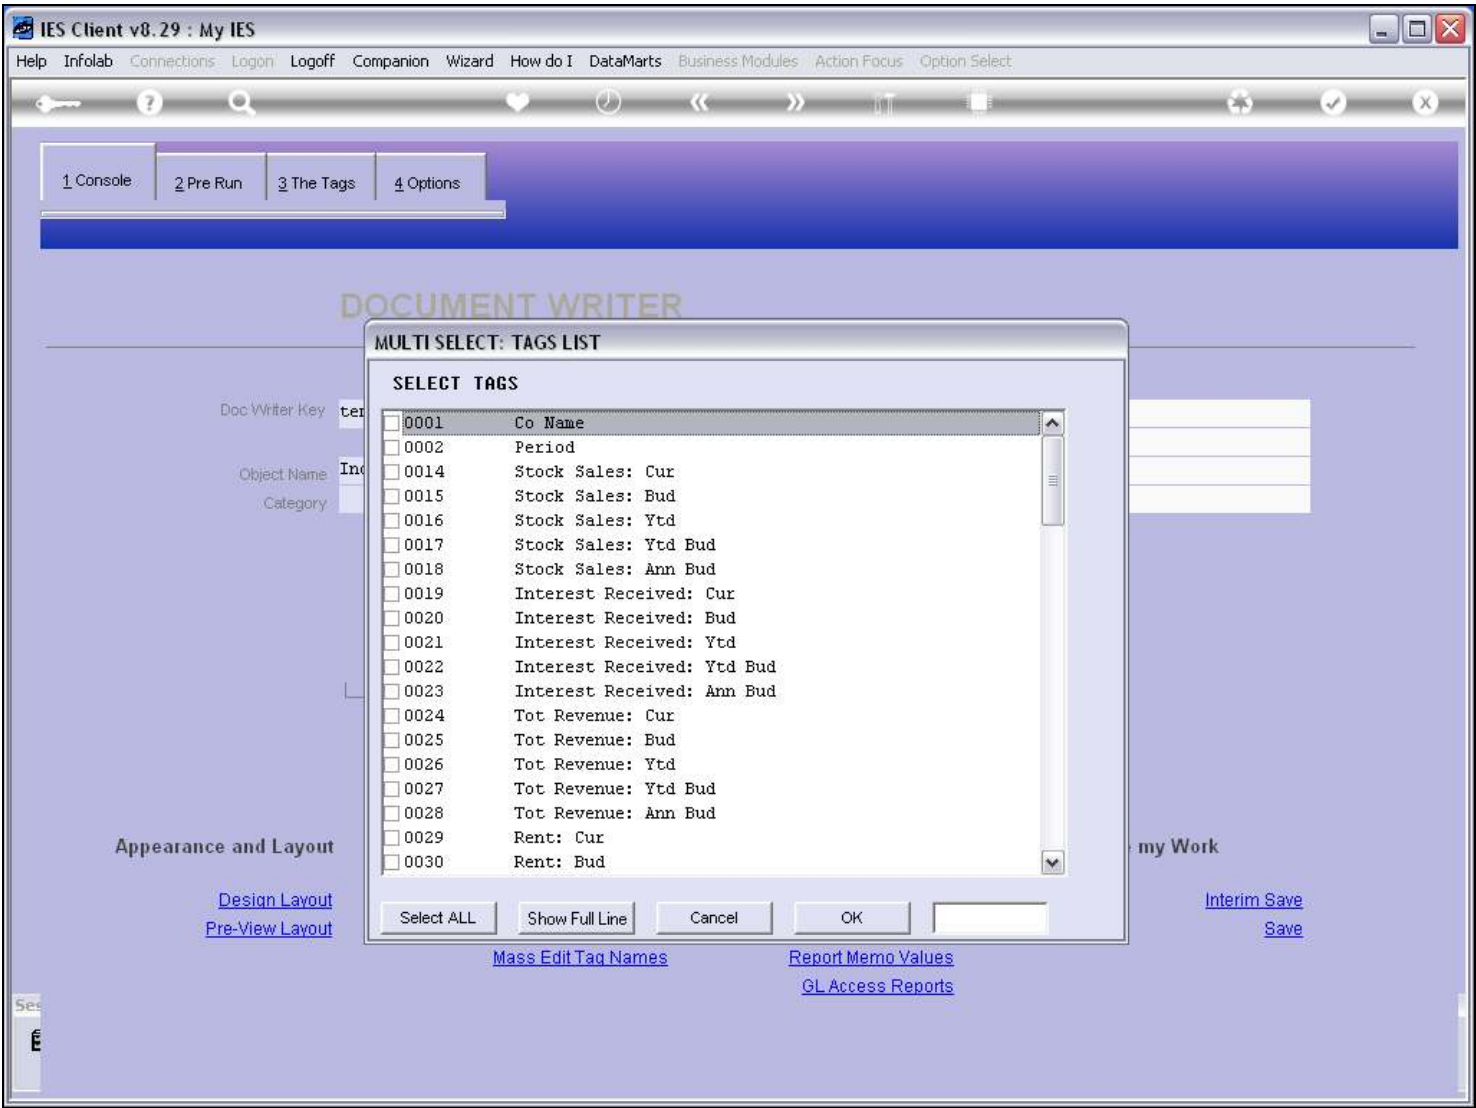 IES Client v8.29 : My IES
Help Infolab Connections Logon Logoff Companion Wizard How do I DataMarts Business Modules Action Focus Option Select
1 Console 2 Pre Run 3 The Tags 4 Options
DOCUMENT WRITER
MULTI SELECT: TAGS LIST
SELECT TAGS
Doc Writer Key
Object Name
Category
0001 Co Name
0002 Period
0014 Stock Sales: Cur
0015 Stock Sales: Bud
0016 Stock Sales: Ytd
0017 Stock Sales: Ytd Bud
0018 Stock Sales: Ann Bud
0019 Interest Received: Cur
0020 Interest Received: Bud
0021 Interest Received: Ytd
0022 Interest Received: Ytd Bud
0023 Interest Received: Ann Bud
0024 Tot Revenue: Cur
0025 Tot Revenue: Bud
0026 Tot Revenue: Ytd
0027 Tot Revenue: Ytd Bud
0028 Tot Revenue: Ann Bud
0029 Rent: Cur
0030 Rent: Bud
Select ALL Show Full Line Cancel OK
Appearance and Layout
my Work
Design Layout
Pre-View Layout
Interim Save
Save
Mass Edit Tag Names
Report Memo Values
GL Access Reports